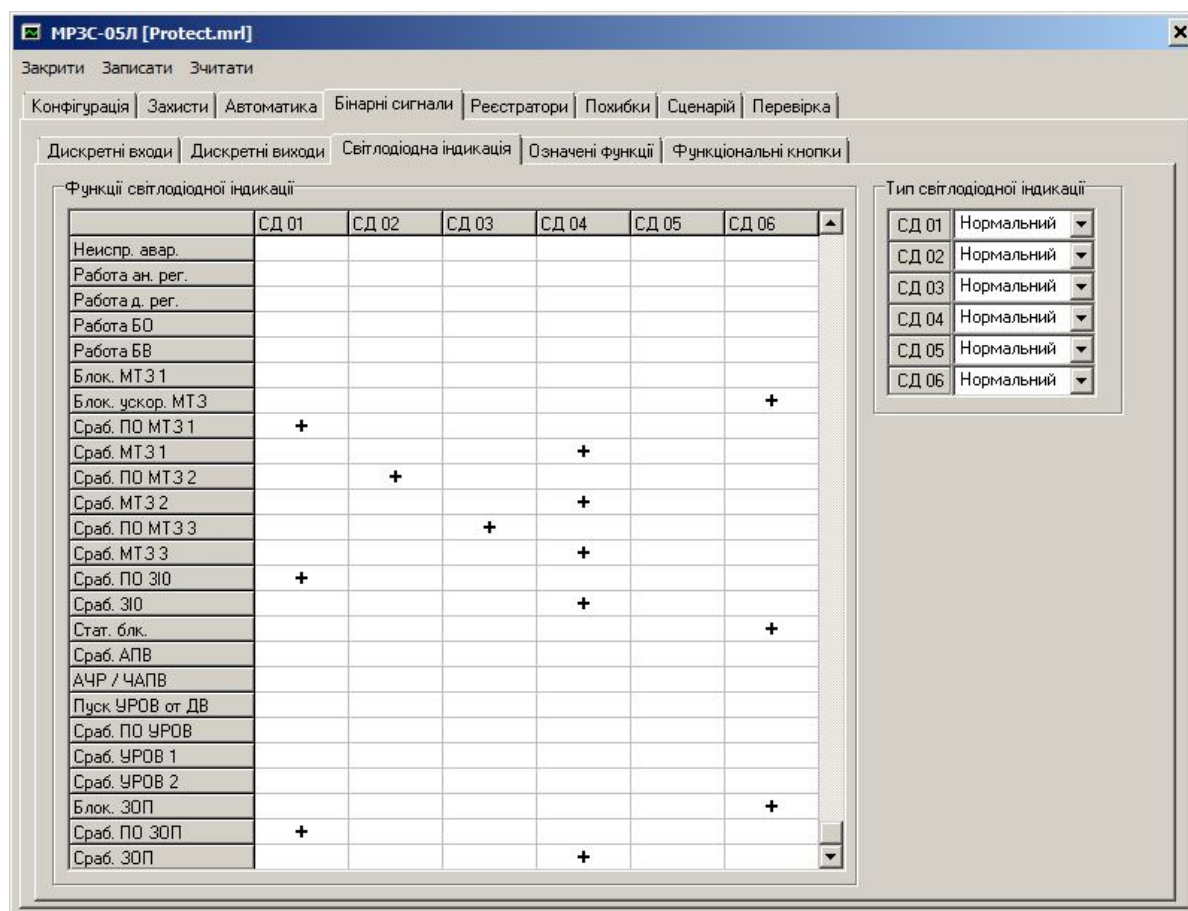 МРЗС-05Л [Protect.mrl]
Закрити Записати Зчитати
Конфігурація Захисти Автоматика Бінарні сигнали Реєстратори Похибки Сценарій Перевірка
Дискретні входи Дискретні виходи Світлодіодна індикація Означені функції Функціональні кнопки
Функції світлодіодної індикації
СД 01 СД 02 СД 03 СД 04 СД 05 СД 06
Неиспр. авар.
Работа ан. рег.
Работа д. рег.
Работа БО
Работа БВ
Блок. МТЗ 1
Блок. ускор. МТЗ +
Сраб. ПО МТЗ 1 +
Сраб. МТЗ 1 +
Сраб. ПО МТЗ 2 +
Сраб. МТЗ 2 +
Сраб. ПО МТЗ 3 +
Сраб. МТЗ 3 +
Сраб. ПО 3I0 +
Сраб. 3I0 +
Стат. блк. +
Сраб. АПВ
АЧР / ЧАПВ
Пуск УРОВ от ДВ
Сраб. ПО УРОВ
Сраб. УРОВ 1
Сраб. УРОВ 2
Блок. ЗОП +
Сраб. ПО ЗОП +
Сраб. ЗОП +
Тип світлодіодної індикації
СД 01 Нормальний
СД 02 Нормальний
СД 03 Нормальний
СД 04 Нормальний
СД 05 Нормальний
СД 06 Нормальний